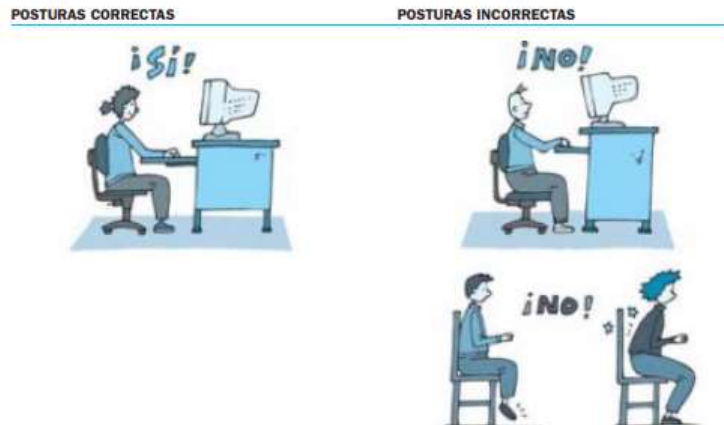 POSTURAS CORRECTAS
POSTURAS INCORRECTAS
¡SÍ!
¡NO!
¡NO!